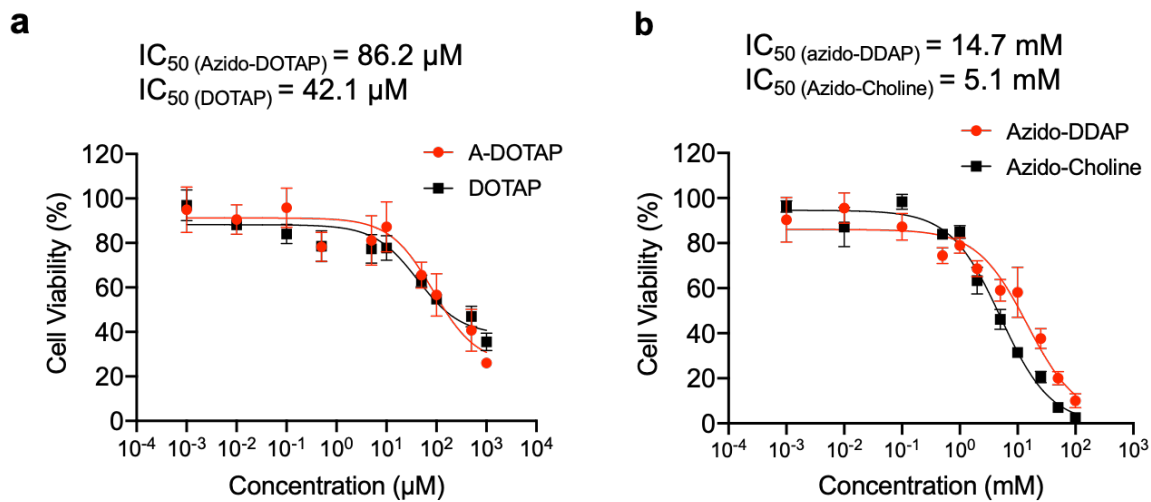 a
IC50 (Azido-DOTAP) = 86.2 µM
IC50 (DOTAP) = 42.1 µM
A-DOTAP
DOTAP
120
100
80
60
40
20
0
Cell Viability (%)
10-4 10-3 10-2 10-1 100 101 102 103 104
Concentration (µM)
b
IC50 (azido-DDAP) = 14.7 mM
IC50 (Azido-Choline) = 5.1 mM
Azido-DDAP
Azido-Choline
120
100
80
60
40
20
0
Cell Viability (%)
10-4 10-3 10-2 10-1 100 101 102 103
Concentration (mM)